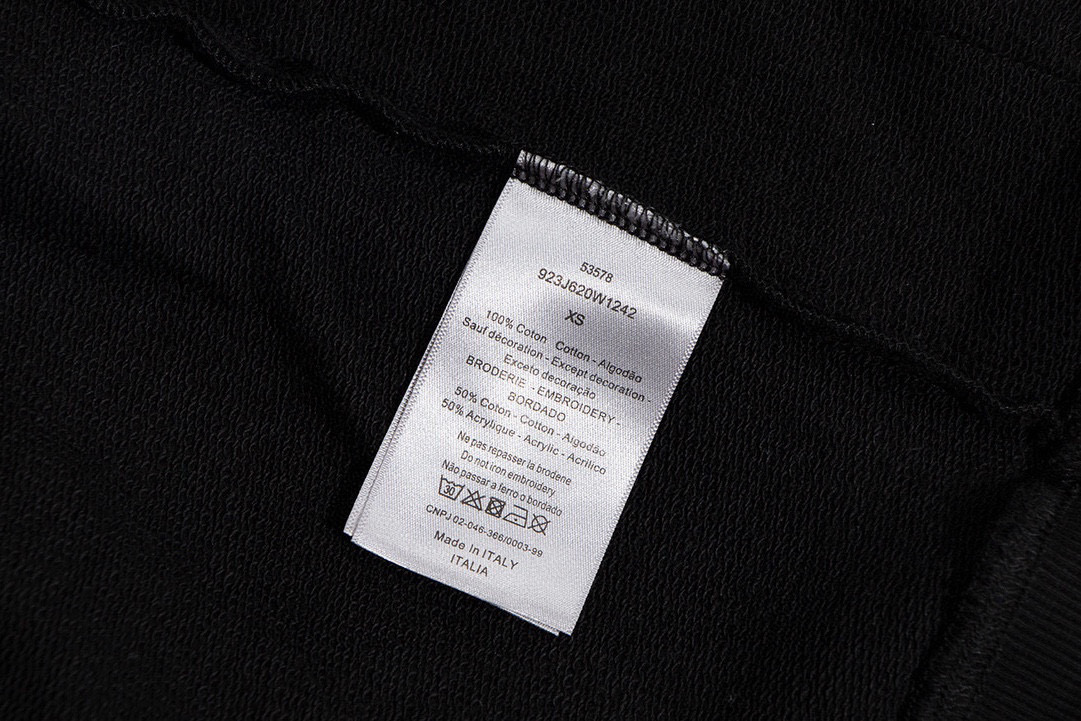 53578
923J620W1242
XS
100% Coton Cotton - Algodão
Sauf décoration - Except decoration -
Exceto decoração
BRODERIE - EMBROIDERY -
BORDADO
50% Coton - Cotton - Algodão
50% Acrylique - Acrylic - Acrílico
Ne pas repasser la broderie
Do not iron embroidery
Não passar a ferro o bordado
30
CNPJ 02-046-366/0003-99
Made In ITALY
ITALIA